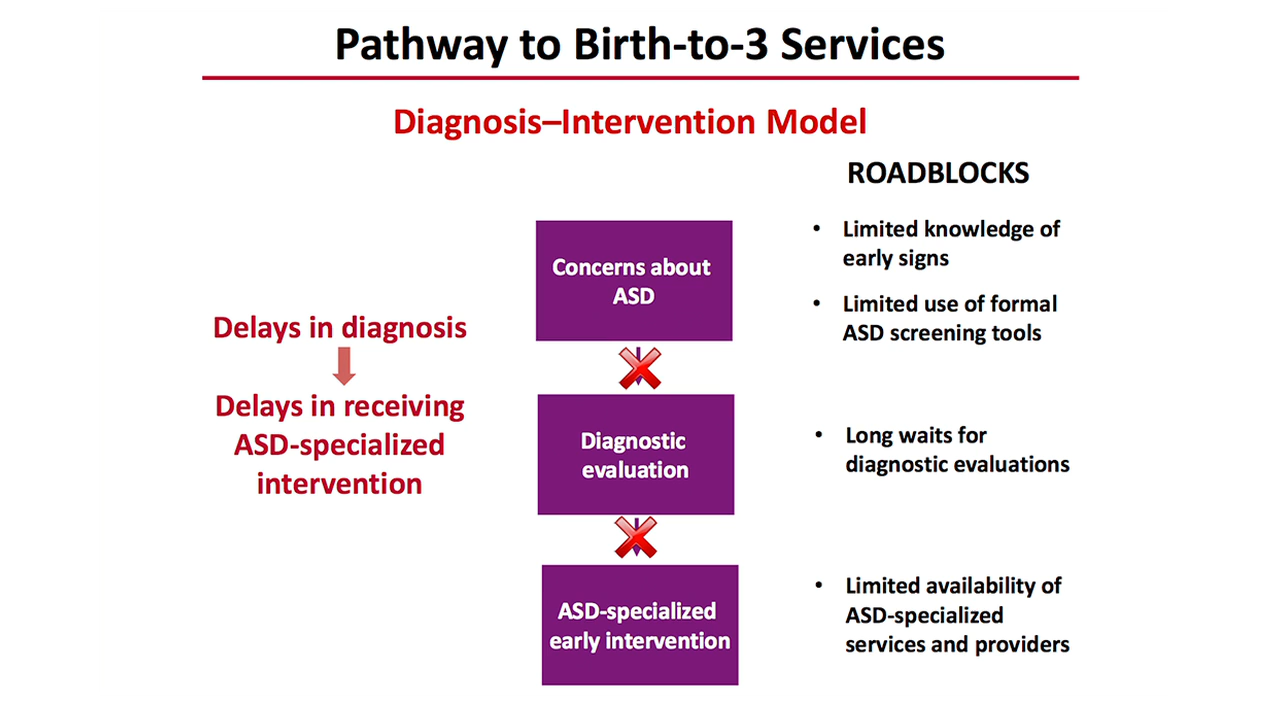 Pathway to Birth-to-3 Services
Diagnosis–Intervention Model
ROADBLOCKS
Concerns about
ASD
• Limited knowledge of
early signs
• Limited use of formal
ASD screening tools
Delays in diagnosis
Delays in receiving
ASD-specialized
intervention
Diagnostic
evaluation
• Long waits for
diagnostic evaluations
ASD-specialized
early intervention
• Limited availability of
ASD-specialized
services and providers